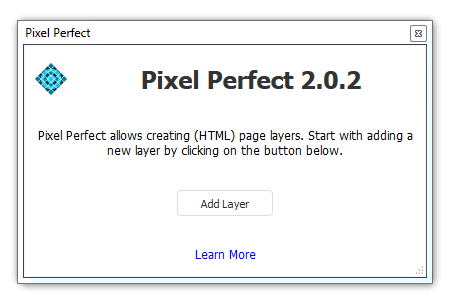 Pixel Perfect
Pixel Perfect 2.0.2
Pixel Perfect allows creating (HTML) page layers. Start with adding a
new layer by clicking on the button below.
Add Layer
Learn More